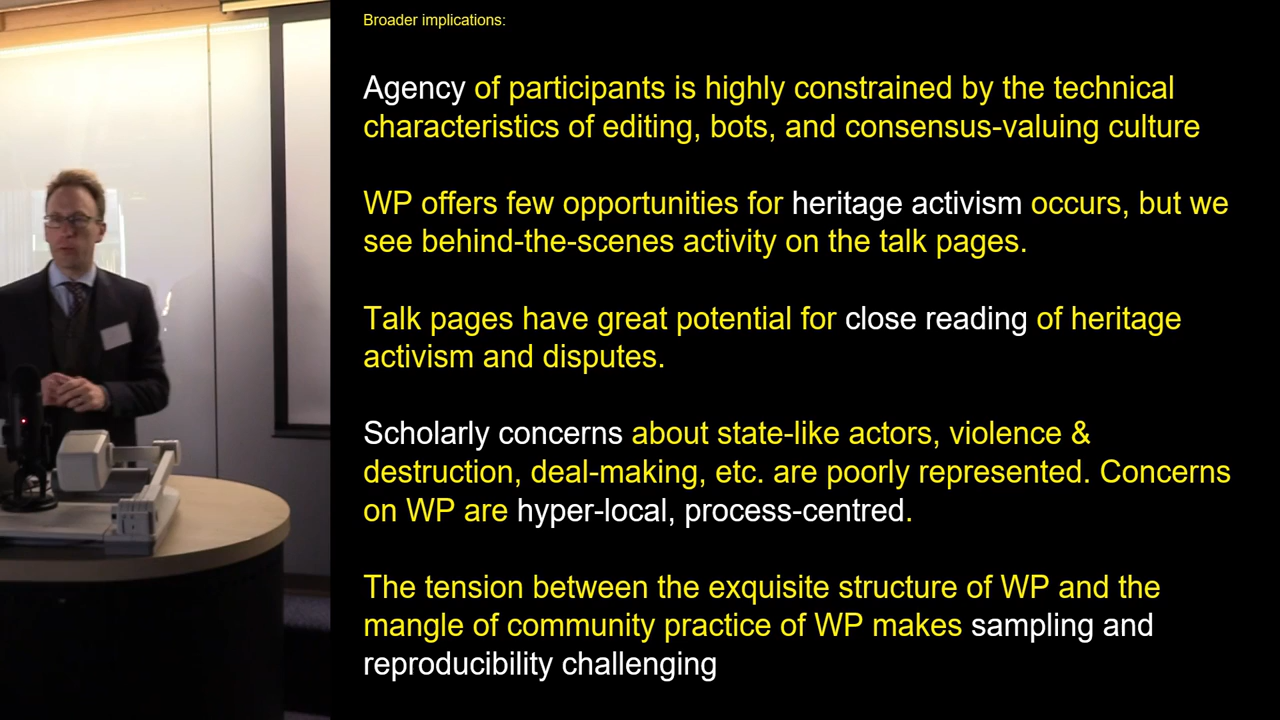 Broader implications:
Agency of participants is highly constrained by the technical
characteristics of editing, bots, and consensus-valuing culture
WP offers few opportunities for heritage activism occurs, but we
see behind-the-scenes activity on the talk pages.
Talk pages have great potential for close reading of heritage
activism and disputes.
Scholarly concerns about state-like actors, violence &
destruction, deal-making, etc. are poorly represented. Concerns
on WP are hyper-local, process-centred.
The tension between the exquisite structure of WP and the
mangle of community practice of WP makes sampling and
reproducibility challenging